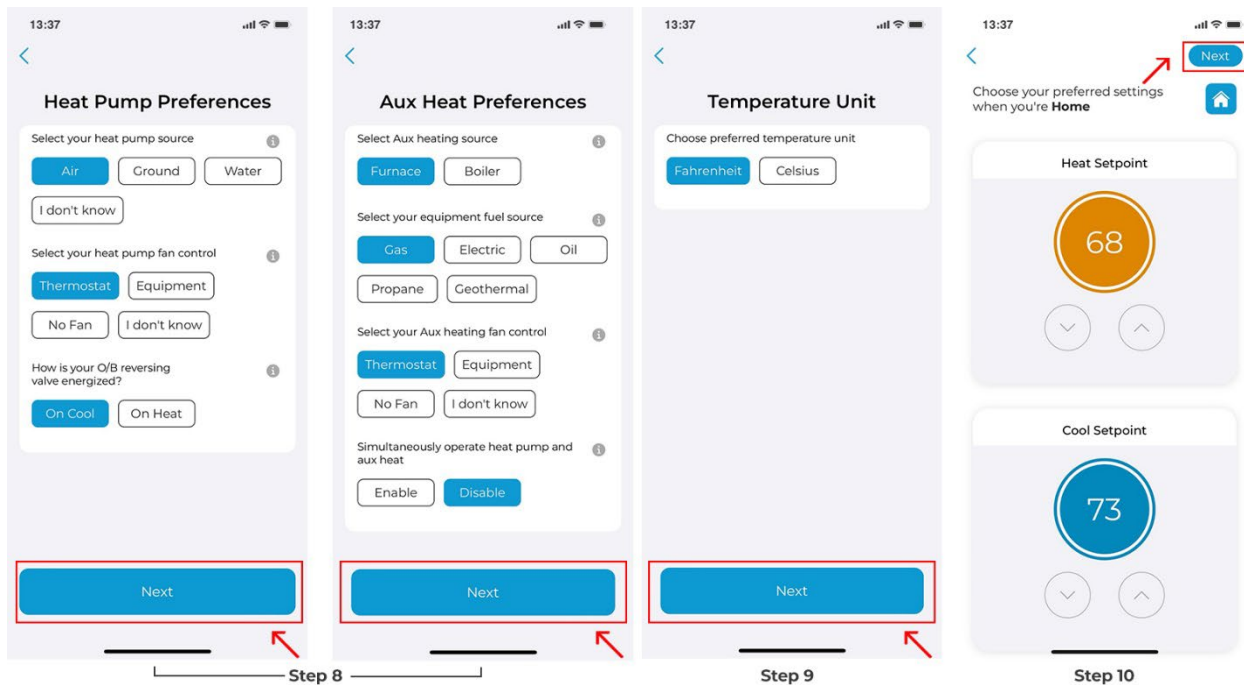 13:37
Heat Pump Preferences
Select your heat pump source
Air
Ground
Water
I don't know
Select your heat pump fan control
Thermostat
Equipment
No Fan
I don't know
How is your O/B reversing
valve energized?
On Cool
On Heat
Next
13:37
Aux Heat Preferences
Select Aux heating source
Furnace
Boiler
Select your equipment fuel source
Gas
Electric
Oil
Propane
Geothermal
Select your Aux heating fan control
Thermostat
Equipment
No Fan
I don't know
Simultaneously operate heat pump and
aux heat
Enable
Disable
Next
Step 8
13:37
Temperature Unit
Choose preferred temperature unit
Fahrenheit
Celsius
Next
Step 9
13:37
Next
Choose your preferred settings
when you're Home
Heat Setpoint
68
Cool Setpoint
73
Step 10